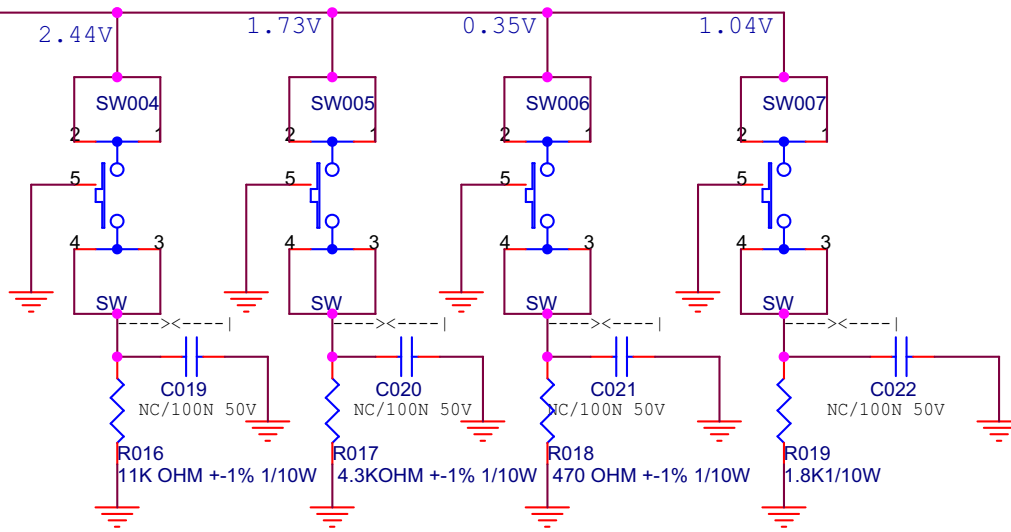 2.44V 1.73V 0.35V 1.04V
SW004 SW005 SW006 SW007
2 1 2 1 2 1 2 1
5 5 5 5
4 3 4 3 4 3 4 3
SW SW SW SW
---->< ----| ---->< ----| ---->< ----| ---->< ----|
C019 C020 C021 C022
NC/100N 50V NC/100N 50V NC/100N 50V NC/100N 50V
R016 R017 R018 R019
11K OHM +-1% 1/10W 4.3KOHM +-1% 1/10W 470 OHM +-1% 1/10W 1.8K1/10W